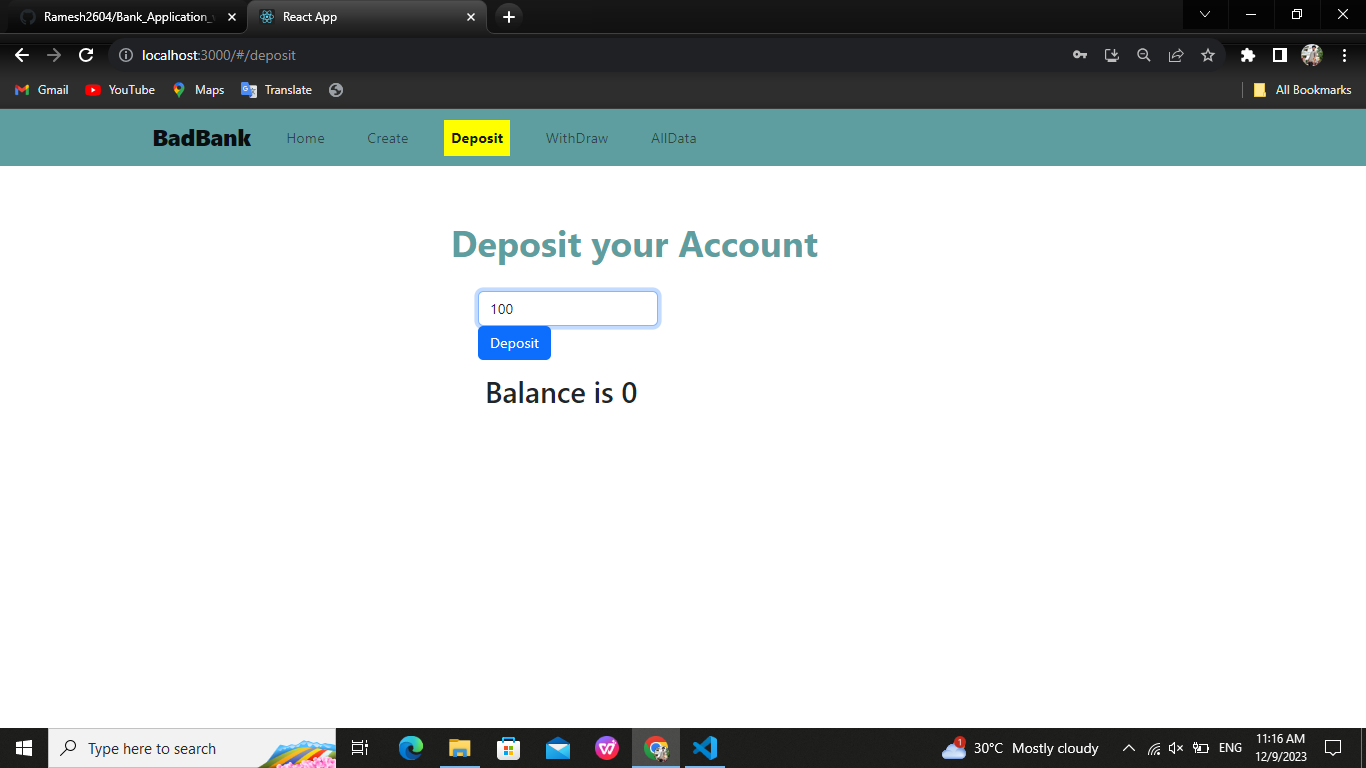 Ramesh2604/Bank_Application_
React App
localhost:3000/#/deposit
Gmail YouTube Maps Translate All Bookmarks
BadBank Home Create Deposit WithDraw AllData
Deposit your Account
100
Deposit
Balance is 0
Type here to search
1
30°C Mostly cloudy
ENG
11:16 AM
12/9/2023